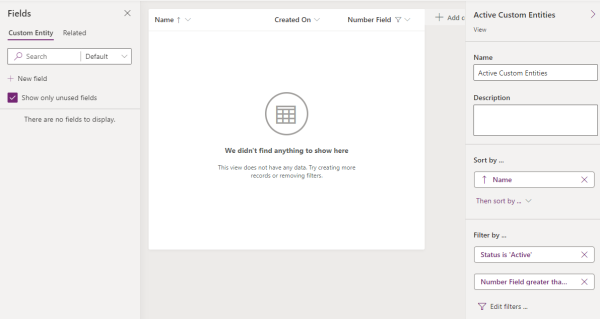 Fields
Custom Entity Related
Search Default
New field
Show only unused fields
There are no fields to display.
Name Created On Number Field Add c
We didn't find anything to show here
This view does not have any data. Try creating more
records or removing filters.
Active Custom Entities
View
Name
Active Custom Entities
Description
Sort by ...
Name
Then sort by ...
Filter by ...
Status is 'Active'
Number Field greater tha...
Edit filters ...